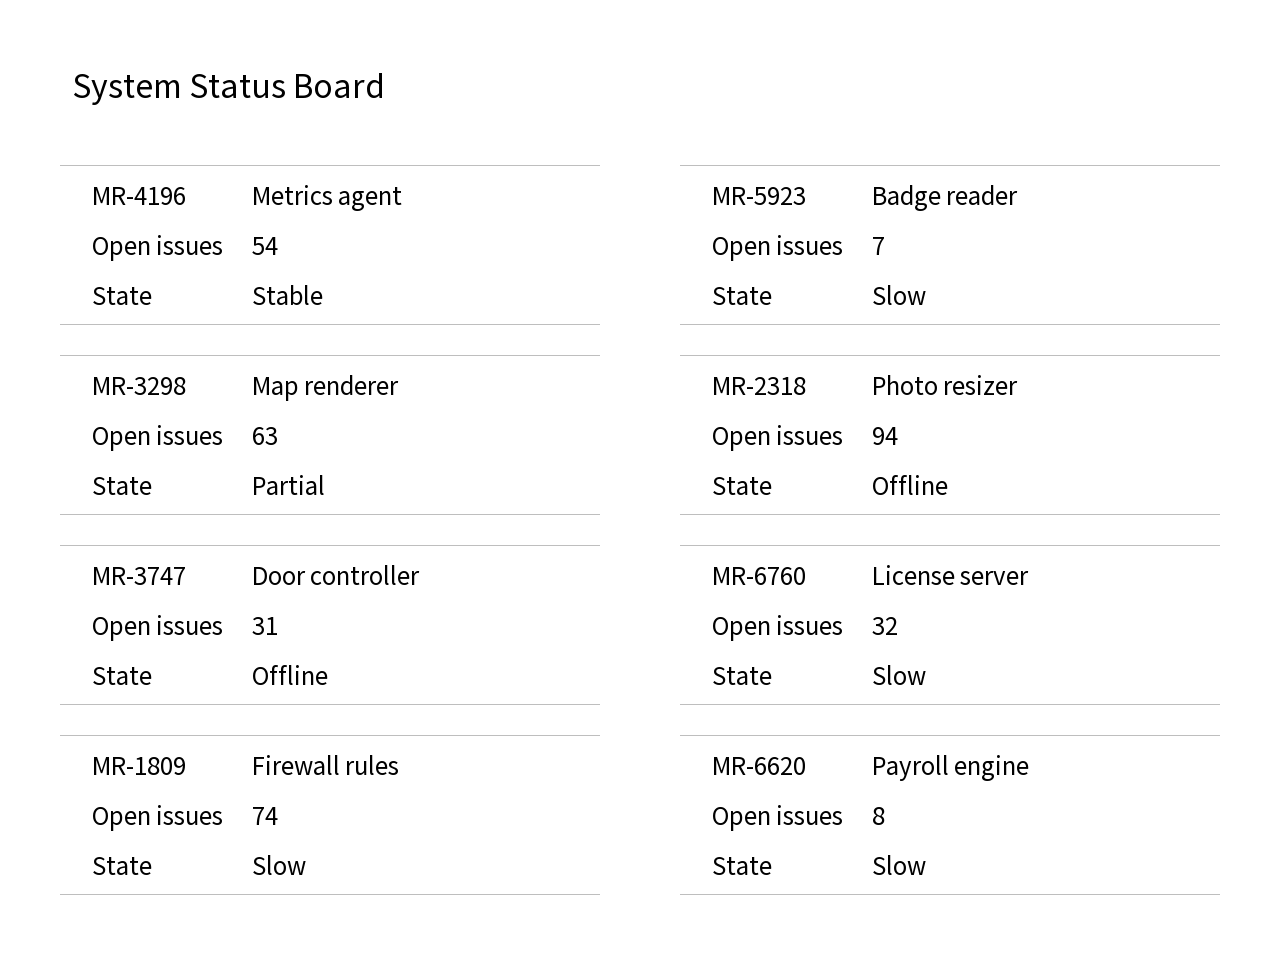 System Status Board
MR-4196 Metrics agent
Open issues 54
State Stable
MR-3298 Map renderer
Open issues 63
State Partial
MR-3747 Door controller
Open issues 31
State Offline
MR-1809 Firewall rules
Open issues 74
State Slow
MR-5923 Badge reader
Open issues 7
State Slow
MR-2318 Photo resizer
Open issues 94
State Offline
MR-6760 License server
Open issues 32
State Slow
MR-6620 Payroll engine
Open issues 8
State Slow